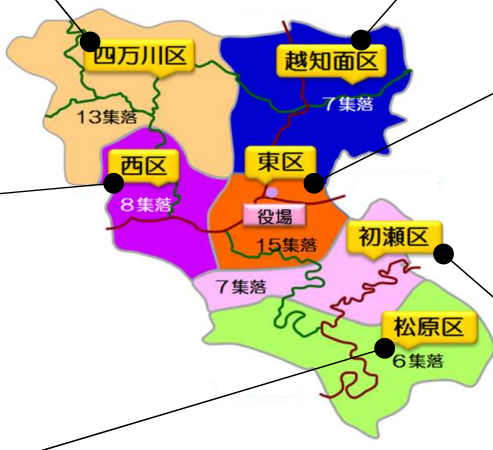 四万川区
越知面区
7集落
13集落
西区
東区
8集落
役場
初瀬区
15集落
7集落
松原区
6集落